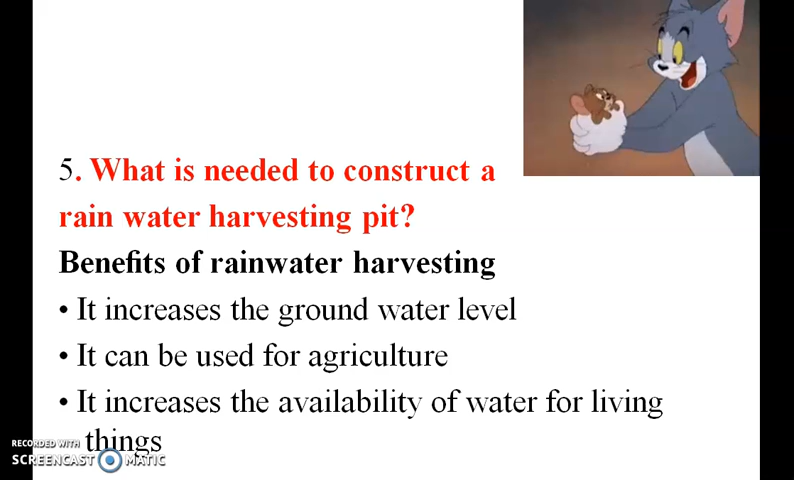 5. What is needed to construct a
rain water harvesting pit?
Benefits of rainwater harvesting
• It increases the ground water level
• It can be used for agriculture
• It increases the availability of water for living
things
RECORDED WITH
SCREENCAST MATIC